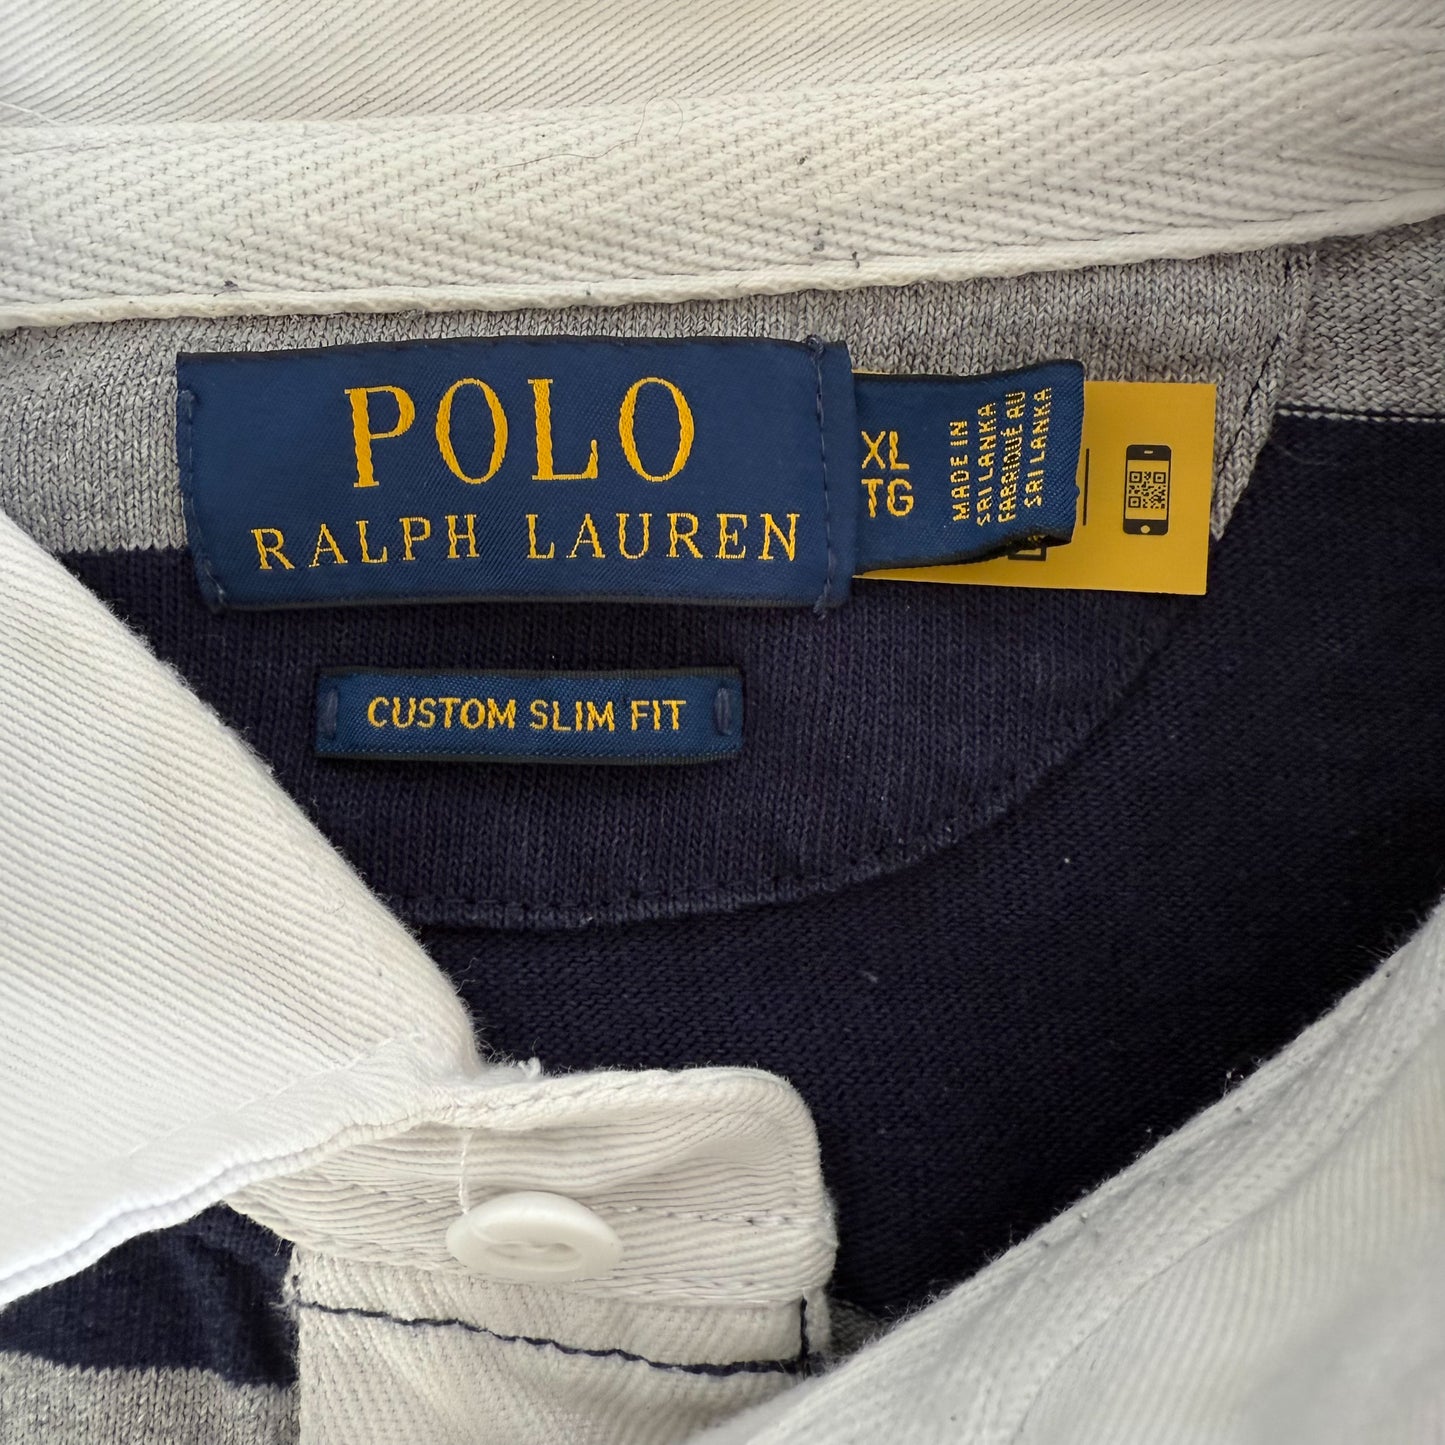 POLO
RALPH LAUREN
XL
TG
MADE IN
SRI LANKA
FABRIQUÉ AU
SRI LANKA
CUSTOM SLIM FIT